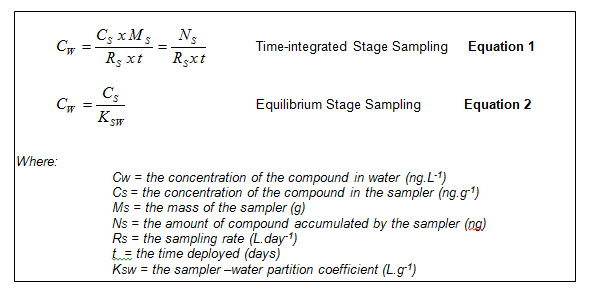 C_W = C_S x M_S / R_S x t = N_S / R_S x t Time-integrated Stage Sampling Equation 1
C_W = C_S / K_SW Equilibrium Stage Sampling Equation 2
Where:
Cw = the concentration of the compound in water (ng.L⁻¹)
Cs = the concentration of the compound in the sampler (ng.g⁻¹)
Ms = the mass of the sampler (g)
Ns = the amount of compound accumulated by the sampler (ng)
Rs = the sampling rate (L.day⁻¹)
t = the time deployed (days)
Ksw = the sampler –water partition coefficient (L.g⁻¹)